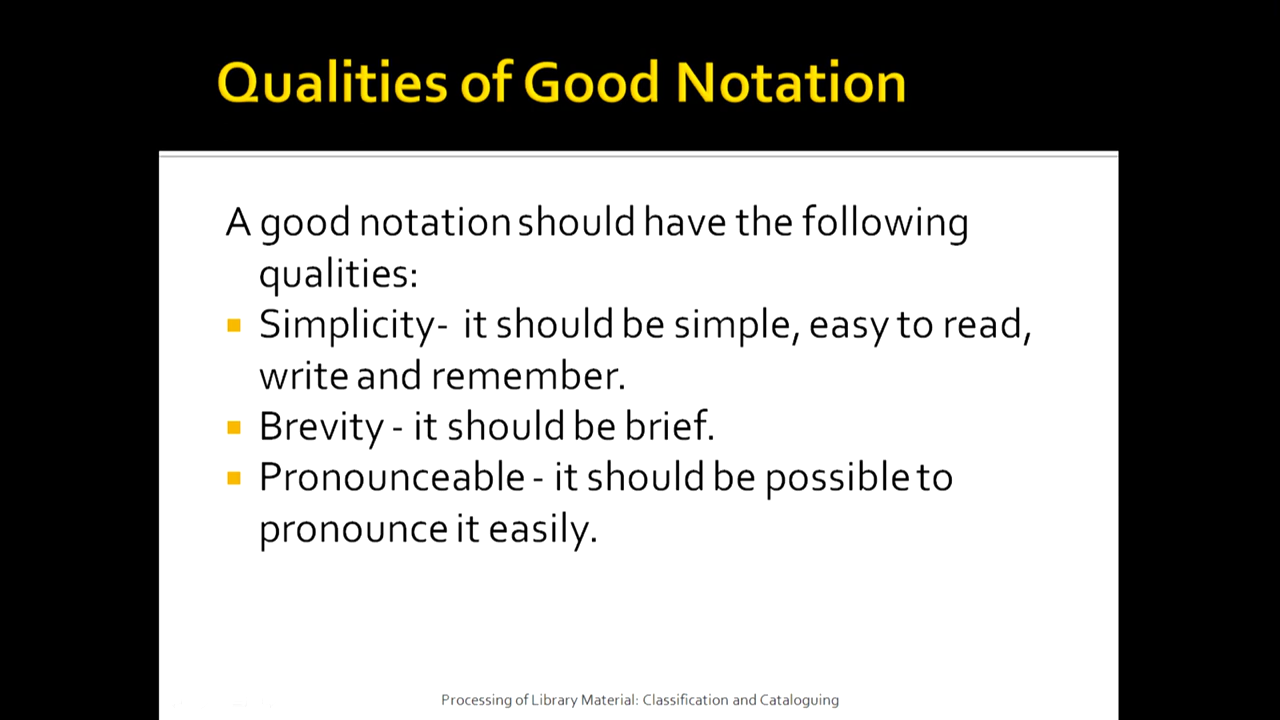 Qualities of Good Notation
A good notation should have the following
qualities:
Simplicity- it should be simple, easy to read,
write and remember.
Brevity - it should be brief.
Pronounceable - it should be possible to
pronounce it easily.
Processing of Library Material: Classification and Cataloguing